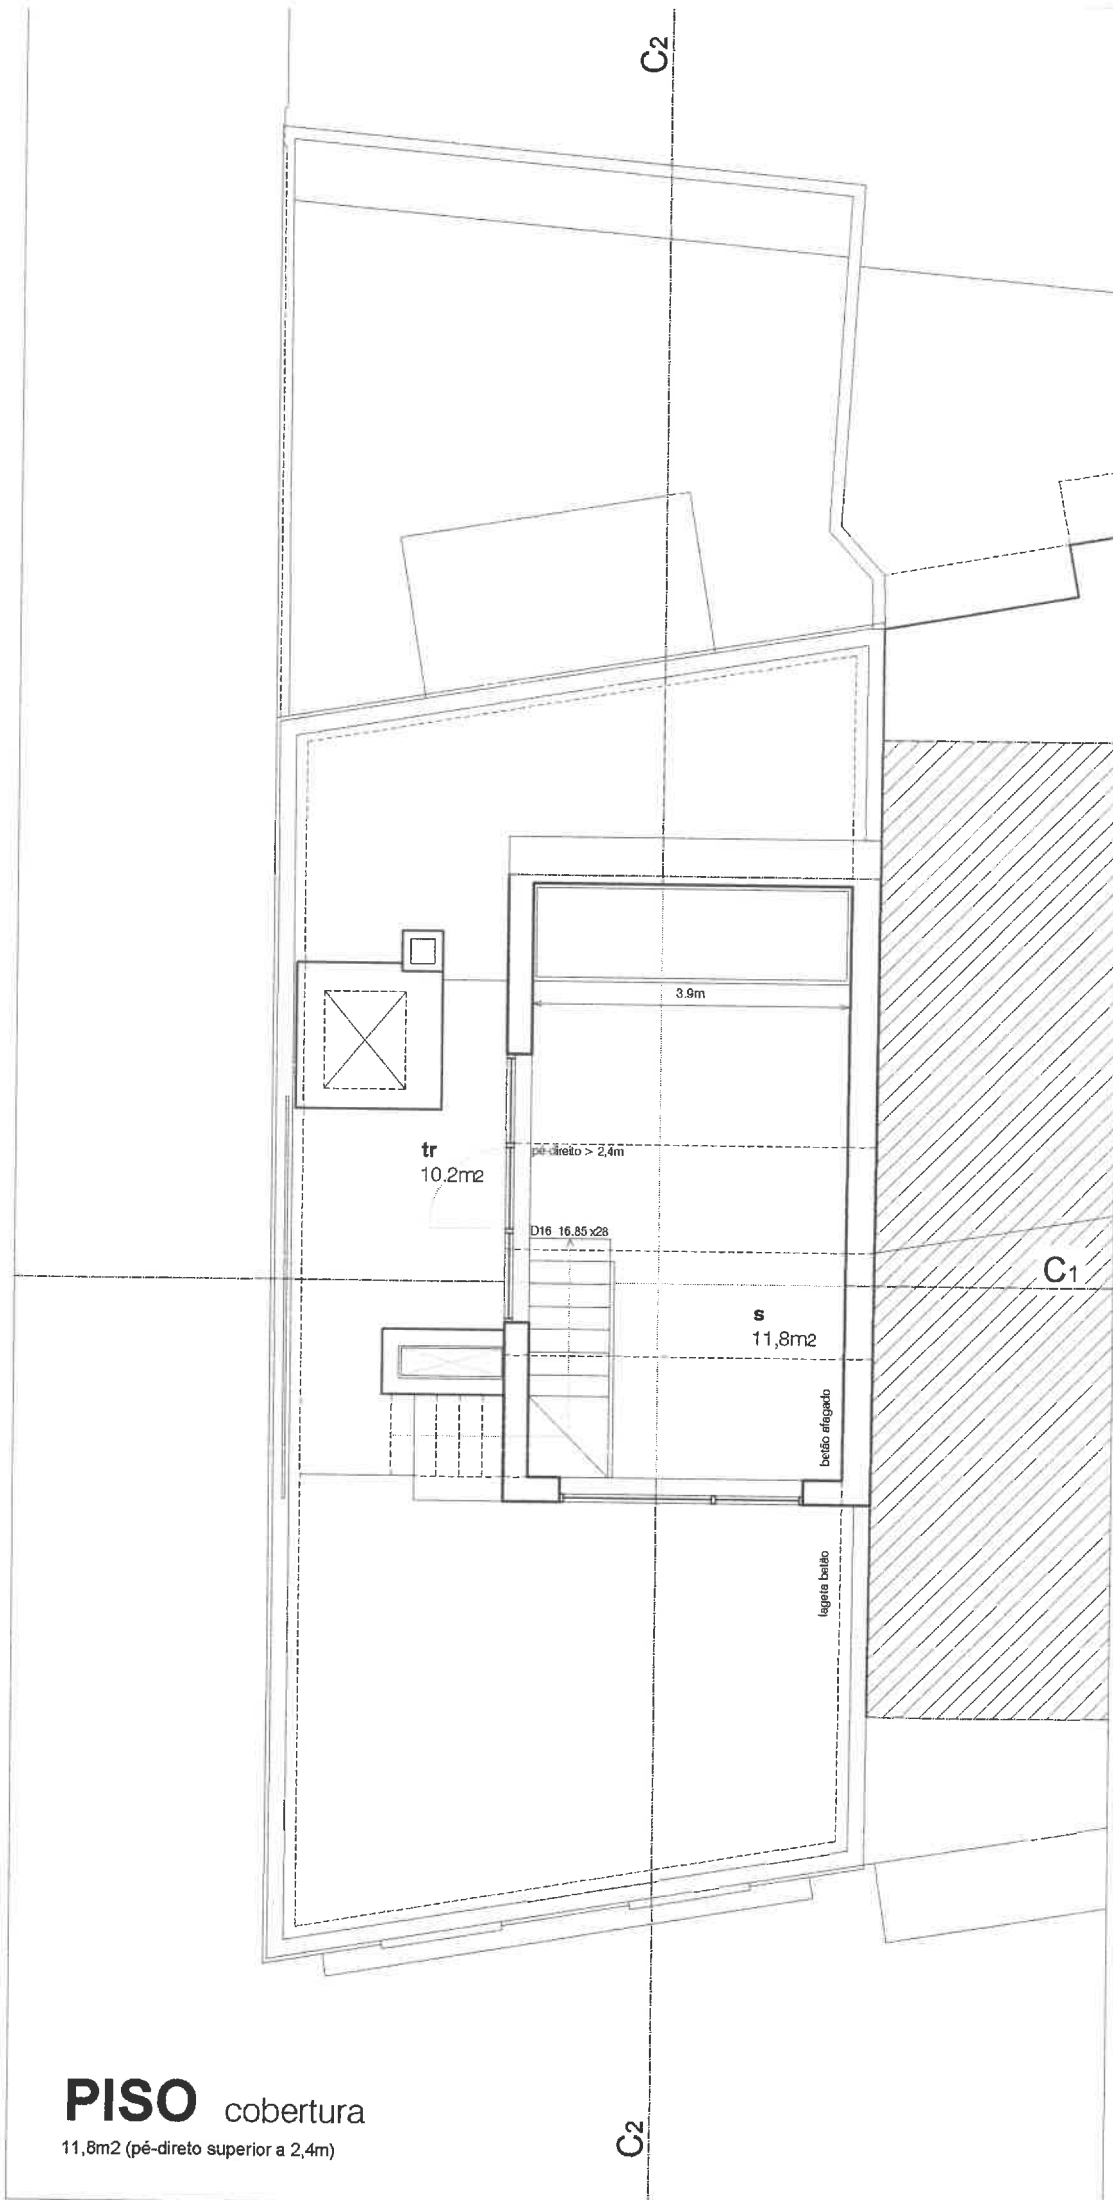 C2
3.9m
tr
10.2m2
pé-direito > 2,4m
D16 16.85 x28
C1
s
11,8m2
betão afagado
lageta betão
PISO cobertura
11,8m2 (pé-direto superior a 2,4m)
C2